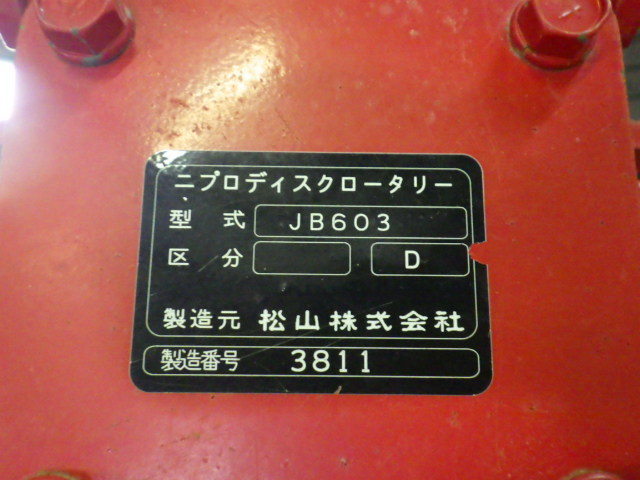 ニプロディスクロータリー
型式 JB603
区分 D
製造元 松山株式会社
製造番号 3811